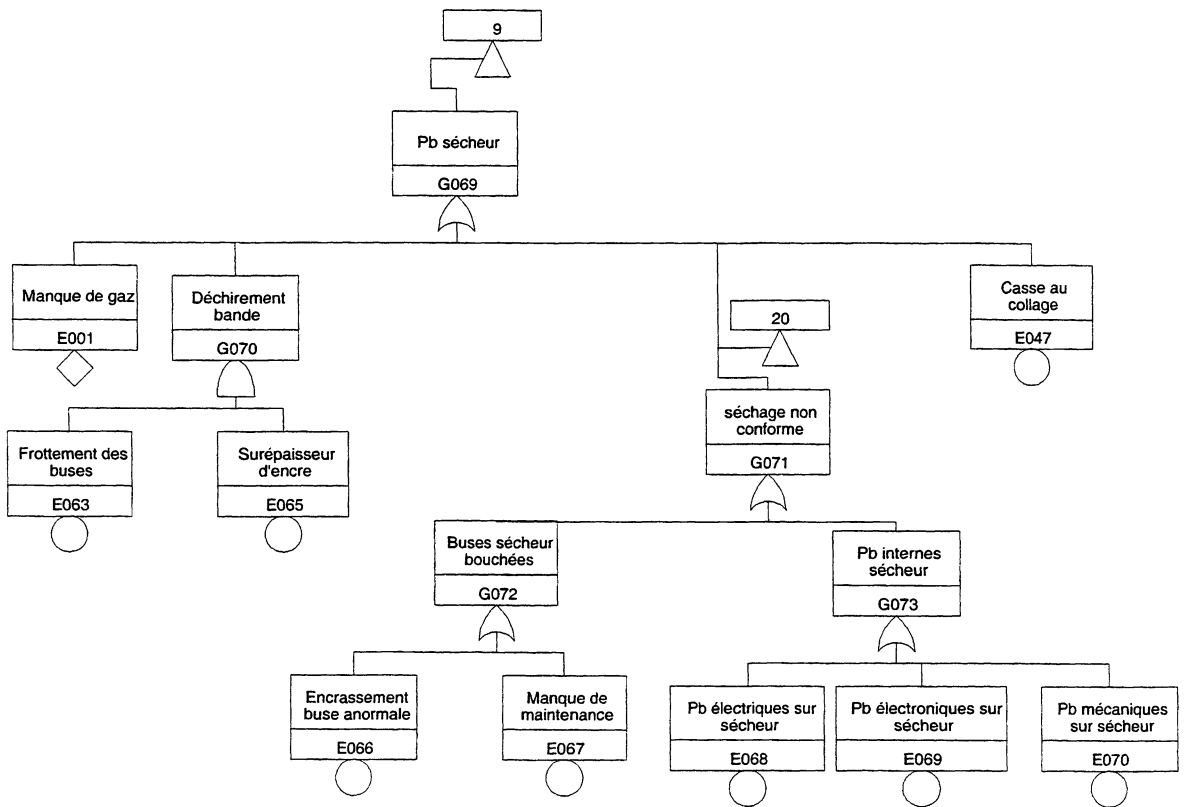 9
Pb sécheur
G069
Manque de gaz
E001
Déchirement
bande
G070
20
Casse au
collage
E047
Frottement des
buses
E063
Surépaisseur
d'encre
E065
séchage non
conforme
G071
Buses sécheur
bouchées
G072
Pb internes
sécheur
G073
Encrassement
buse anormale
E066
Manque de
maintenance
E067
Pb électriques sur
sécheur
E068
Pb électroniques sur
sécheur
E069
Pb mécaniques
sur sécheur
E070